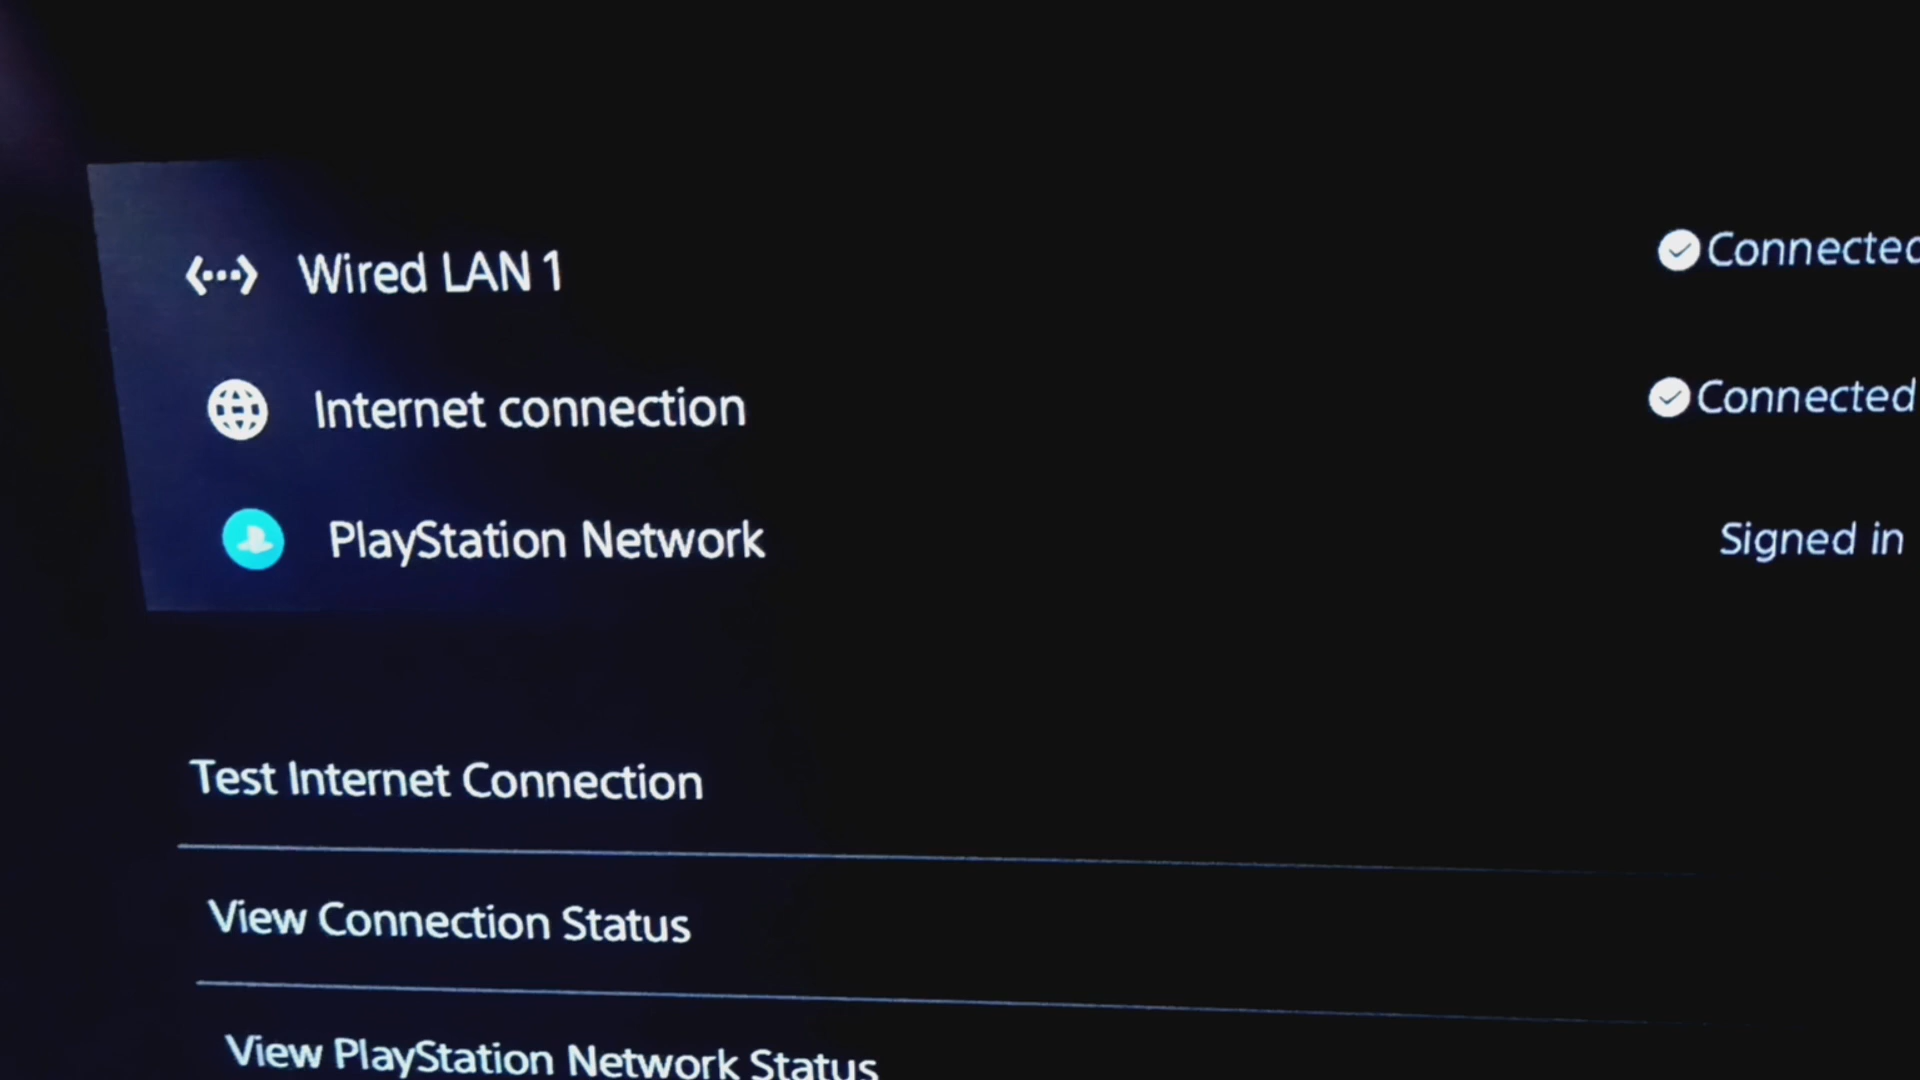 Wired LAN 1 Connected
Internet connection Connected
PlayStation Network Signed in
Test Internet Connection
View Connection Status
View PlayStation Network Status